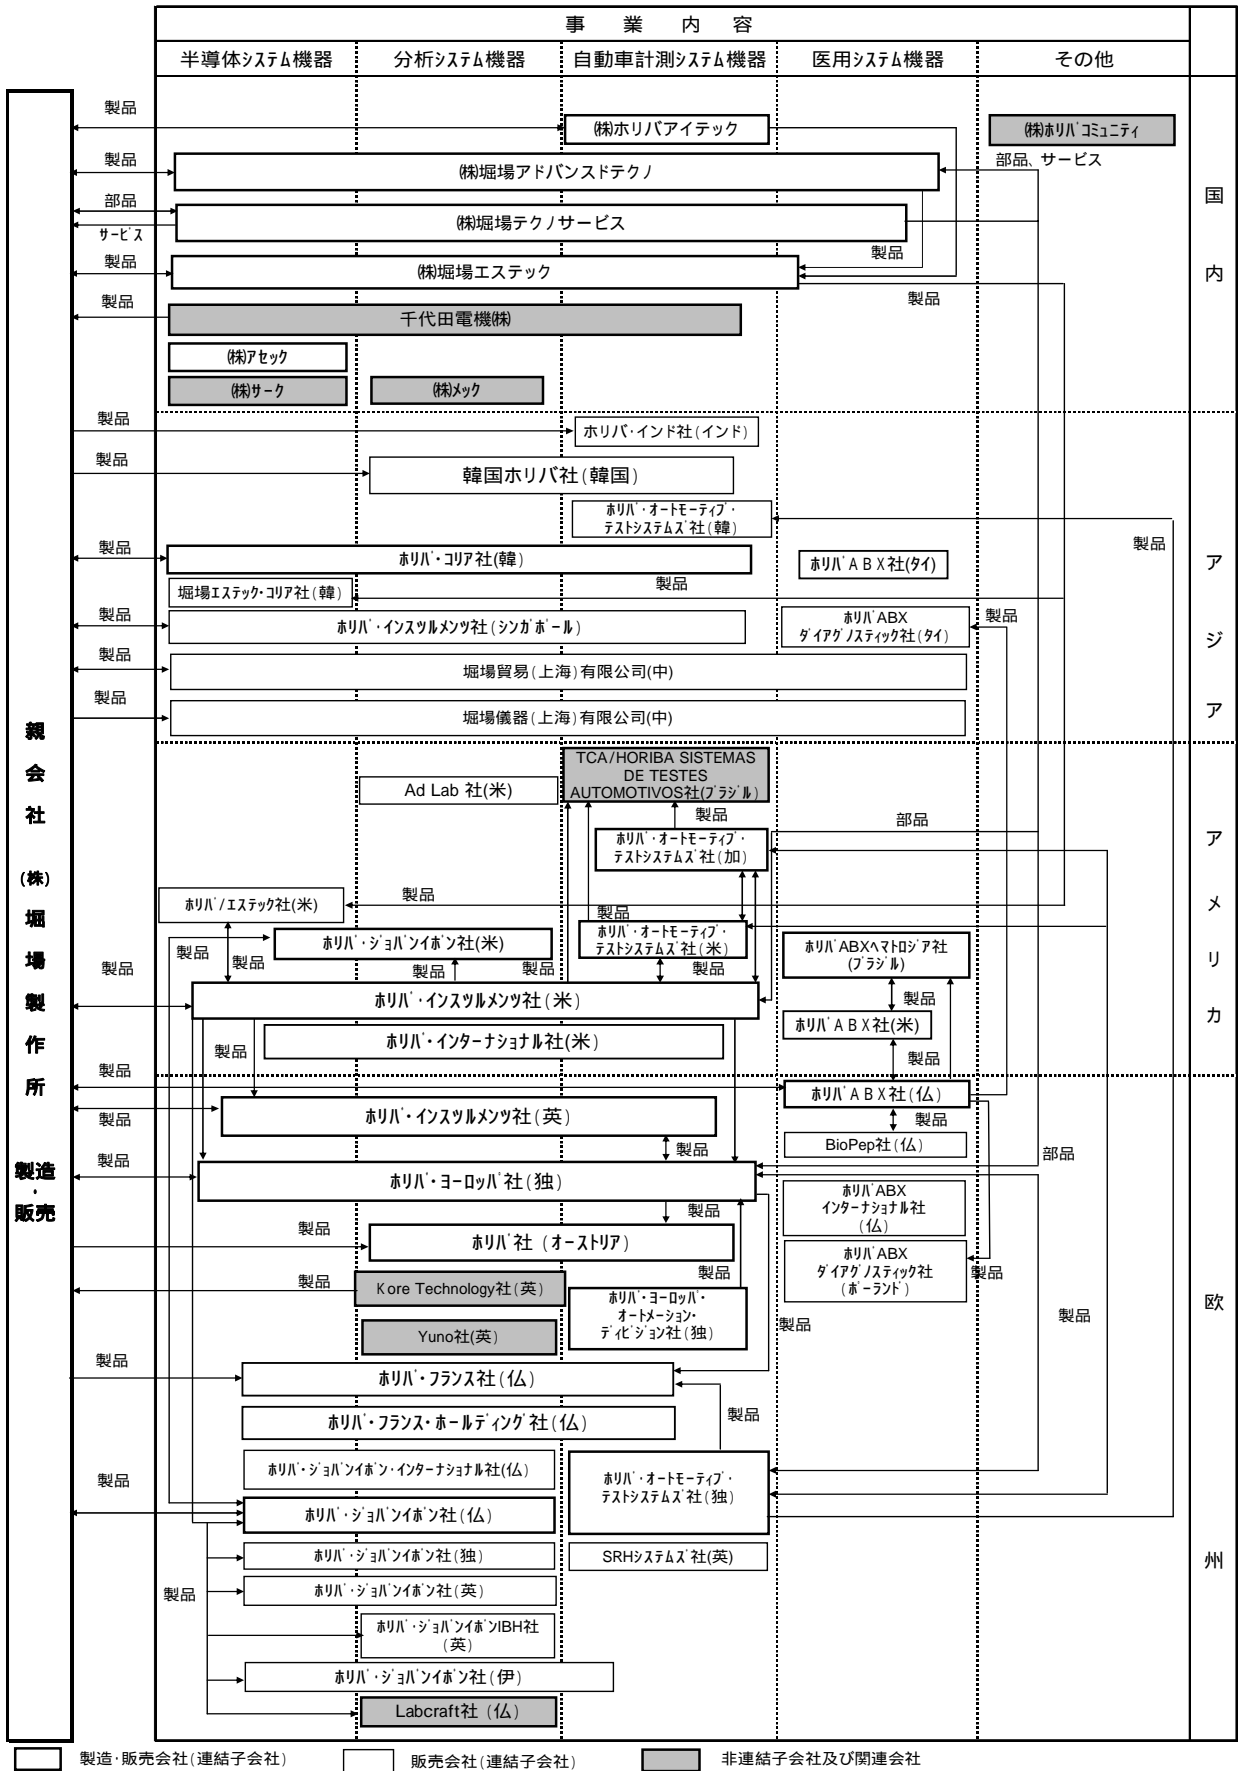 事 業 内 容
半導体ｼｽﾃﾑ機器
分析ｼｽﾃﾑ機器
自動車計測ｼｽﾃﾑ機器
医用ｼｽﾃﾑ機器
その他
製品
㈱ホリバアイテック
㈱ﾎﾘﾊﾞｺﾐｭﾆﾃｨ
製品
㈱堀場アドバンスドテクノ
部品、サービス
部品
㈱堀場テクノサービス
ｻｰﾋﾞｽ
製品
製品
㈱堀場エステック
製品
製品
千代田電機㈱
㈱アセック
㈱サーク
㈱メック
国
内
製品
ホリバ・インド社(インド)
製品
韓国ホリバ社(韓国)
ﾎﾘﾊﾞ・ｵｰﾄﾓｰﾃｨﾌﾞ・
ﾃｽﾄｼｽﾃﾑｽﾞ社(韓)
製品
製品
ﾎﾘﾊﾞ・ｺﾘｱ社(韓)
ﾎﾘﾊﾞＡＢＸ社(ﾀｲ)
堀場ｴｽﾃｯｸ・ｺﾘｱ社(韓)
製品
製品
ﾎﾘﾊﾞ・ｲﾝｽﾂﾙﾒﾝﾂ社(ｼﾝｶﾞﾎﾟｰﾙ)
ﾎﾘﾊﾞABX
ﾀﾞｲｱｸﾞﾉｽﾃｨｯｸ社(ﾀｲ)
製品
製品
堀場貿易(上海)有限公司(中)
製品
堀場儀器(上海)有限公司(中)
ア
ジ
ア
親
会
社
(株)
堀
場
製
作
所
製造
・
販売
Ad Lab 社(米)
TCA/HORIBA SISTEMAS
DE TESTES
AUTOMOTIVOS社(ﾌﾞﾗｼﾞﾙ)
製品
部品
ﾎﾘﾊﾞ・ｵｰﾄﾓｰﾃｨﾌﾞ・
ﾃｽﾄｼｽﾃﾑｽﾞ社(加)
ﾎﾘﾊﾞ/ｴｽﾃｯｸ社(米)
製品
製品
ﾎﾘﾊﾞ・ｵｰﾄﾓｰﾃｨﾌﾞ・
ﾃｽﾄｼｽﾃﾑｽﾞ社(米)
ﾎﾘﾊﾞ・ｼﾞｮﾊﾞﾝｲﾎﾞﾝ社(米)
ﾎﾘﾊﾞABXﾍﾏﾄﾛｼﾞｱ社
(ﾌﾞﾗｼﾞﾙ)
製品
製品
製品
製品
製品
製品
製品
ﾎﾘﾊﾞ・ｲﾝｽﾂﾙﾒﾝﾂ社(米)
製品
ﾎﾘﾊﾞＡＢＸ社(米)
ﾎﾘﾊﾞ・ｲﾝﾀｰﾅｼｮﾅﾙ社(米)
製品
製品
ア
メ
リ
カ
製品
ﾎﾘﾊﾞＡＢＸ社(仏)
製品
ﾎﾘﾊﾞ・ｲﾝｽﾂﾙﾒﾝﾂ社(英)
製品
BioPep社(仏)
製品
部品
製品
ﾎﾘﾊﾞ・ﾖｰﾛｯﾊﾟ社(独)
ﾎﾘﾊﾞABX
ｲﾝﾀｰﾅｼｮﾅﾙ社
(仏)
製品
製品
ﾎﾘﾊﾞ社 (ｵｰｽﾄﾘｱ)
ﾎﾘﾊﾞABX
ﾀﾞｲｱｸﾞﾉｽﾃｨｯｸ社
(ﾎﾟｰﾗﾝﾄﾞ)
製品
製品
製品
Kore Technology社(英)
ﾎﾘﾊﾞ・ﾖｰﾛｯﾊﾟ・
ｵｰﾄﾒｰｼｮﾝ・
ﾃﾞｨﾋﾞｼﾞｮﾝ社(独)
製品
製品
Yuno社(英)
製品
ﾎﾘﾊﾞ・ﾌﾗﾝｽ社(仏)
ﾎﾘﾊﾞ・ﾌﾗﾝｽ・ﾎｰﾙﾃﾞｨﾝｸﾞ社(仏)
製品
ﾎﾘﾊﾞ・ｼﾞｮﾊﾞﾝｲﾎﾞﾝ・ｲﾝﾀｰﾅｼｮﾅﾙ社(仏)
製品
ﾎﾘﾊﾞ・ｵｰﾄﾓｰﾃｨﾌﾞ・
ﾃｽﾄｼｽﾃﾑｽﾞ社(独)
ﾎﾘﾊﾞ・ｼﾞｮﾊﾞﾝｲﾎﾞﾝ社(仏)
ﾎﾘﾊﾞ・ｼﾞｮﾊﾞﾝｲﾎﾞﾝ社(独)
SRHｼｽﾃﾑｽﾞ社(英)
製品
ﾎﾘﾊﾞ・ｼﾞｮﾊﾞﾝｲﾎﾞﾝ社(英)
ﾎﾘﾊﾞ・ｼﾞｮﾊﾞﾝｲﾎﾞﾝIBH社
(英)
ﾎﾘﾊﾞ・ｼﾞｮﾊﾞﾝｲﾎﾞﾝ社(伊)
Labcraft社 (仏)
欧
州
製造・販売会社(連結子会社)
販売会社(連結子会社)
非連結子会社及び関連会社